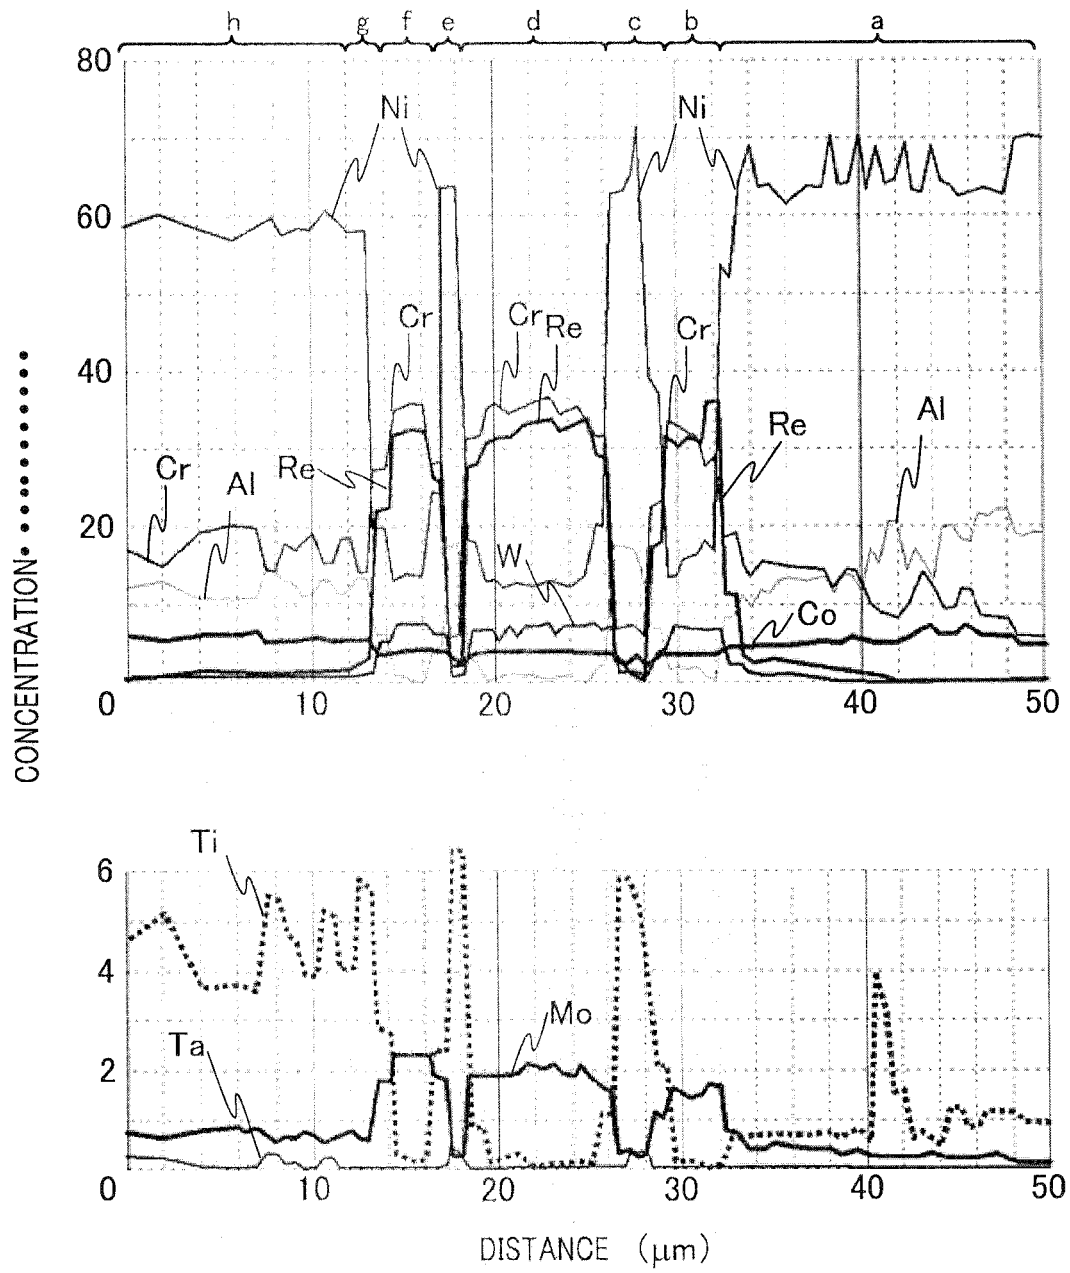 h g f e d c b a
80
Ni Ni
60
Cr Cr Re Cr
40
Al
Re
Cr Al Re
20
W
Co
0 10 20 30 40 50
CONCENTRATION
Ti
6
4
Mo
Ta
2
0
0 10 20 30 40 50
DISTANCE (μm)